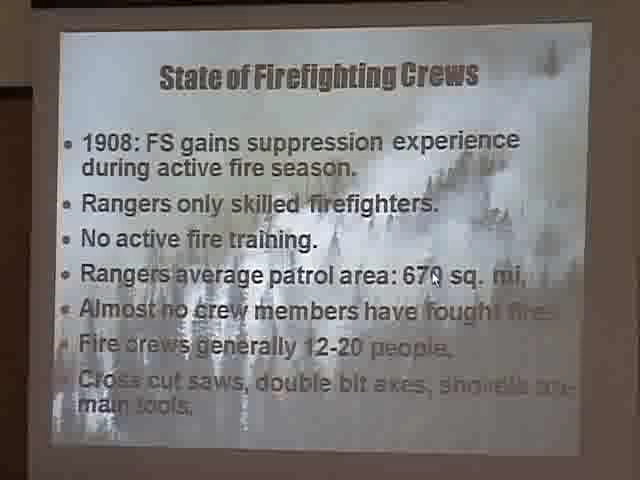 State of Firefighting Crews
• 1908: FS gains suppression experience
during active fire season.
• Rangers only skilled firefighters.
• No active fire training.
• Rangers average patrol area: 670 sq. mi.
• Almost no crew members have fought fires.
• Fire crews generally 12-20 people.
• Cross cut saws, double bit axes, shovels are
main tools.